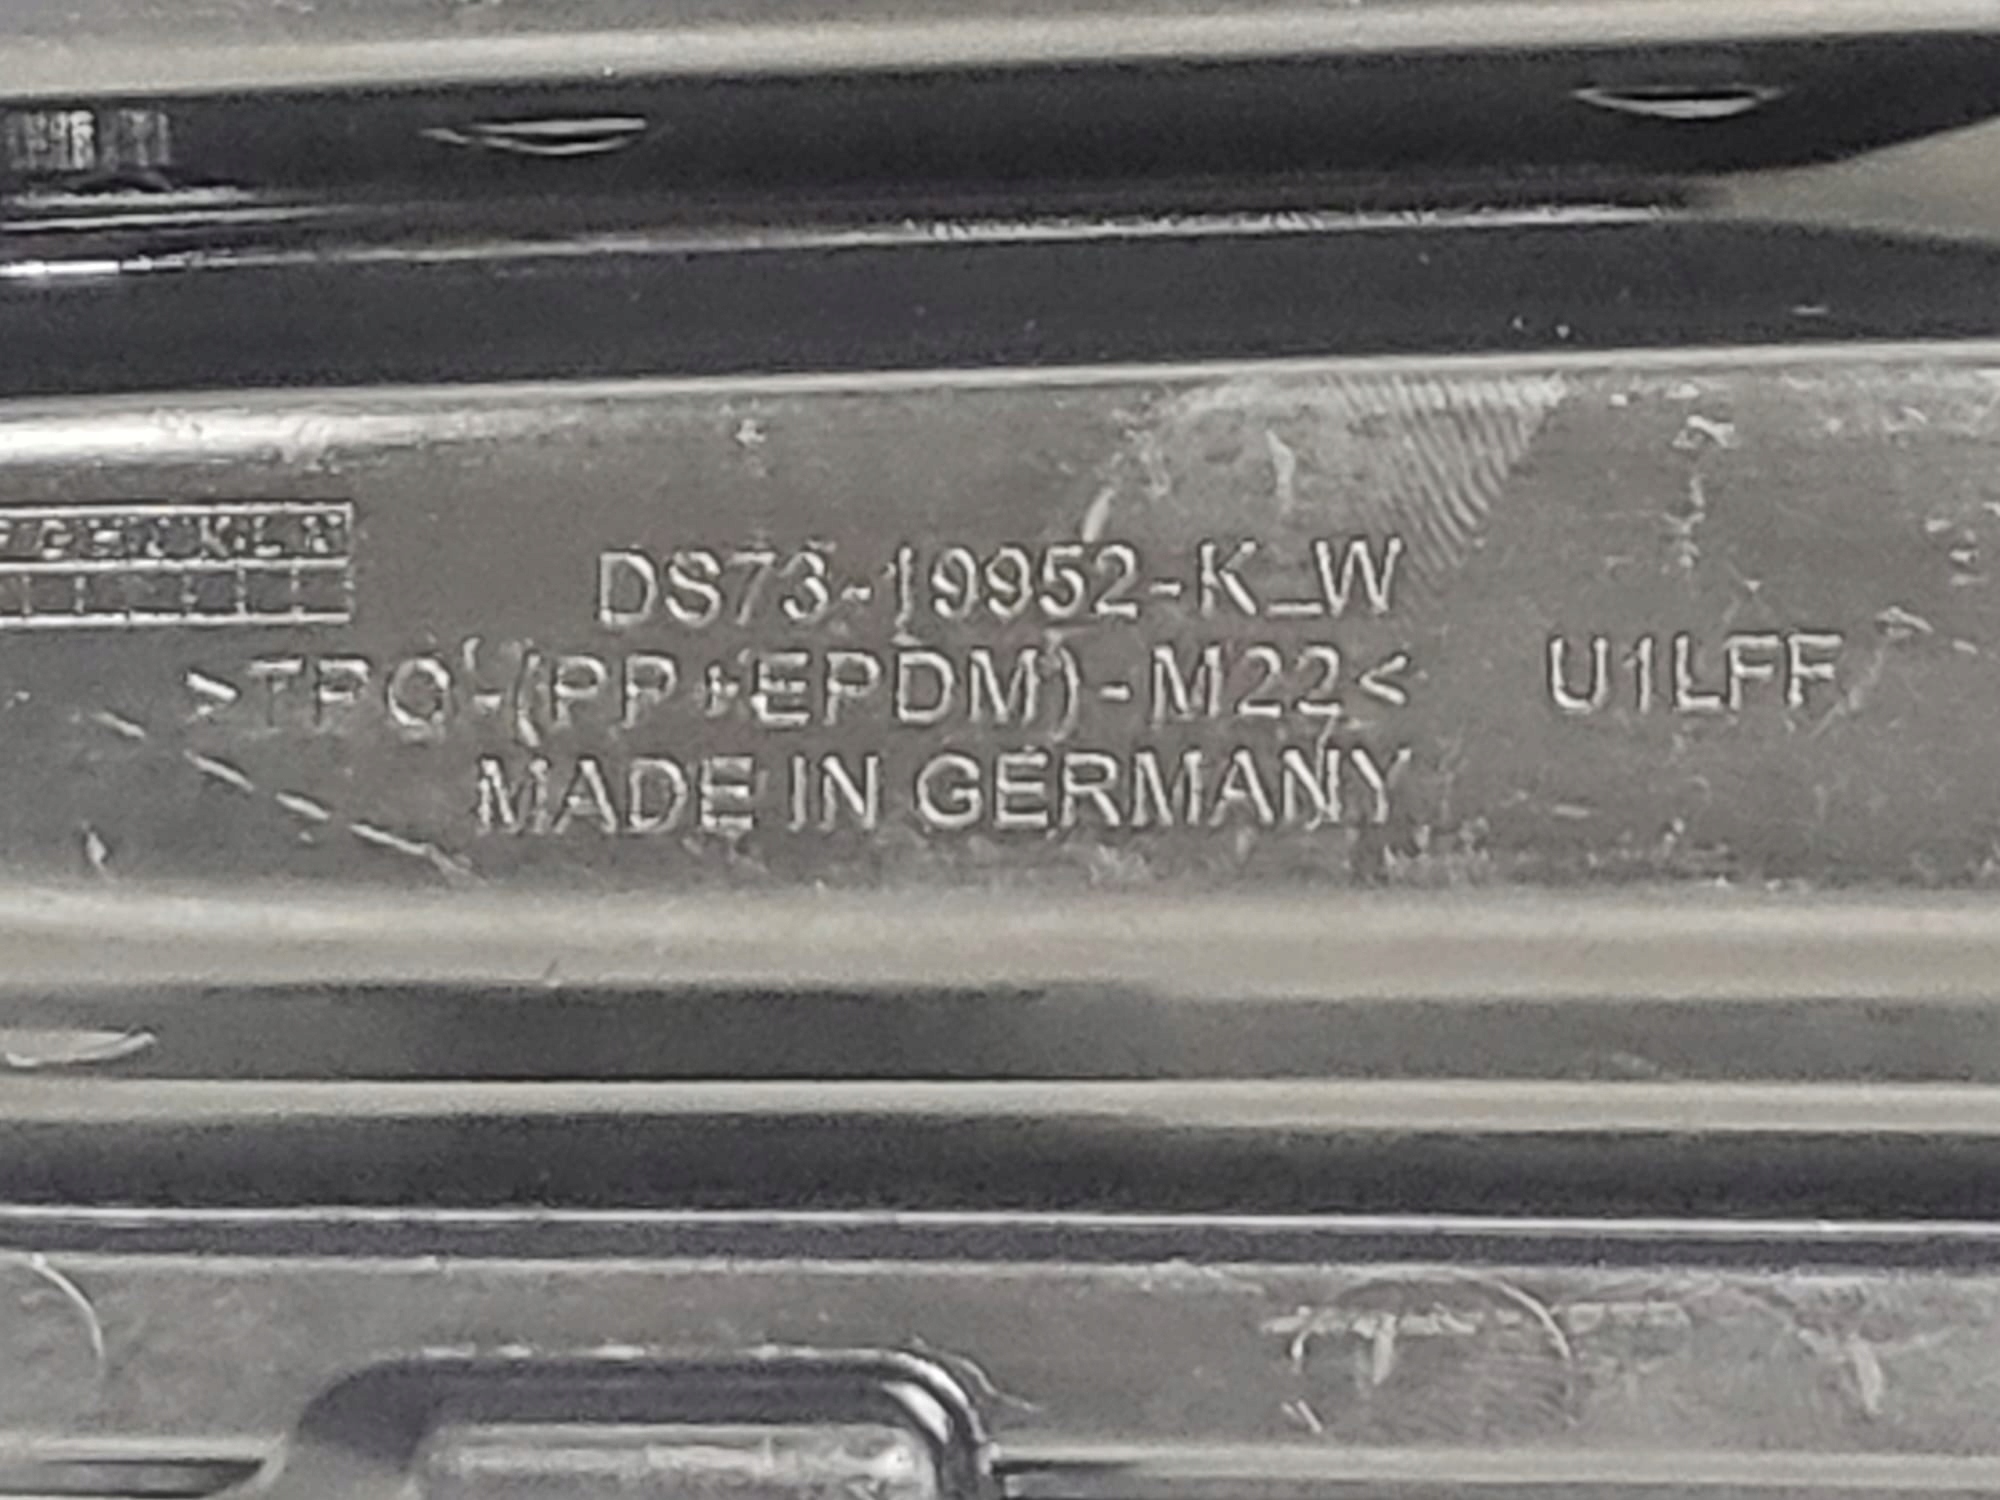 F G H J K L M
DS73-19952-K_W
>TPO-(PP+EPDM)-M22< U1LFF
MADE IN GERMANY